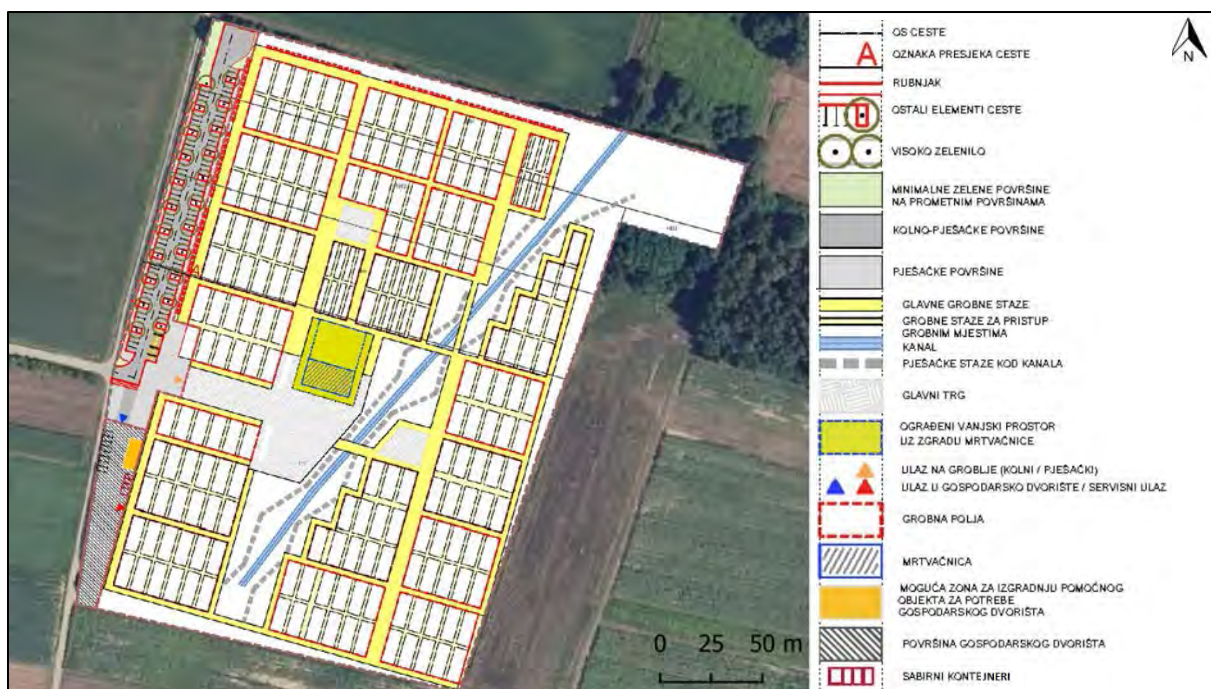 OS CESTE
A
OZNAKA PRESJEKA CESTE
N
RUBNJAK
OSTALI ELEMENTI CESTE
VISOKO ZELENILO
MINIMALNE ZELENE POVRŠINE
NA PROMETNIM POVRŠINAMA
KOLNO-PJEŠAČKE POVRŠINE
PJEŠAČKE POVRŠINE
GLAVNE GROBNE STAZE
GROBNE STAZE ZA PRISTUP
GROBNIM MJESTIMA
KANAL
PJEŠAČKE STAZE KOD KANALA
GLAVNI TRG
OGRAĐENI VANJSKI PROSTOR
UZ ZGRADU MRTVAČNICE
ULAZ NA GROBLJE (KOLNI / PJEŠAČKI)
ULAZ U GOSPODARSKO DVORIŠTE / SERVISNI ULAZ
GROBNA POLJA
MRTVAČNICA
MOGUĆA ZONA ZA IZGRADNJU POMOĆNOG
OBJEKTA ZA POTREBE
GOSPODARSKOG DVORIŠTA
POVRŠINA GOSPODARSKOG DVORIŠTA
SABIRNI KONTEJNERI
0 25 50 m